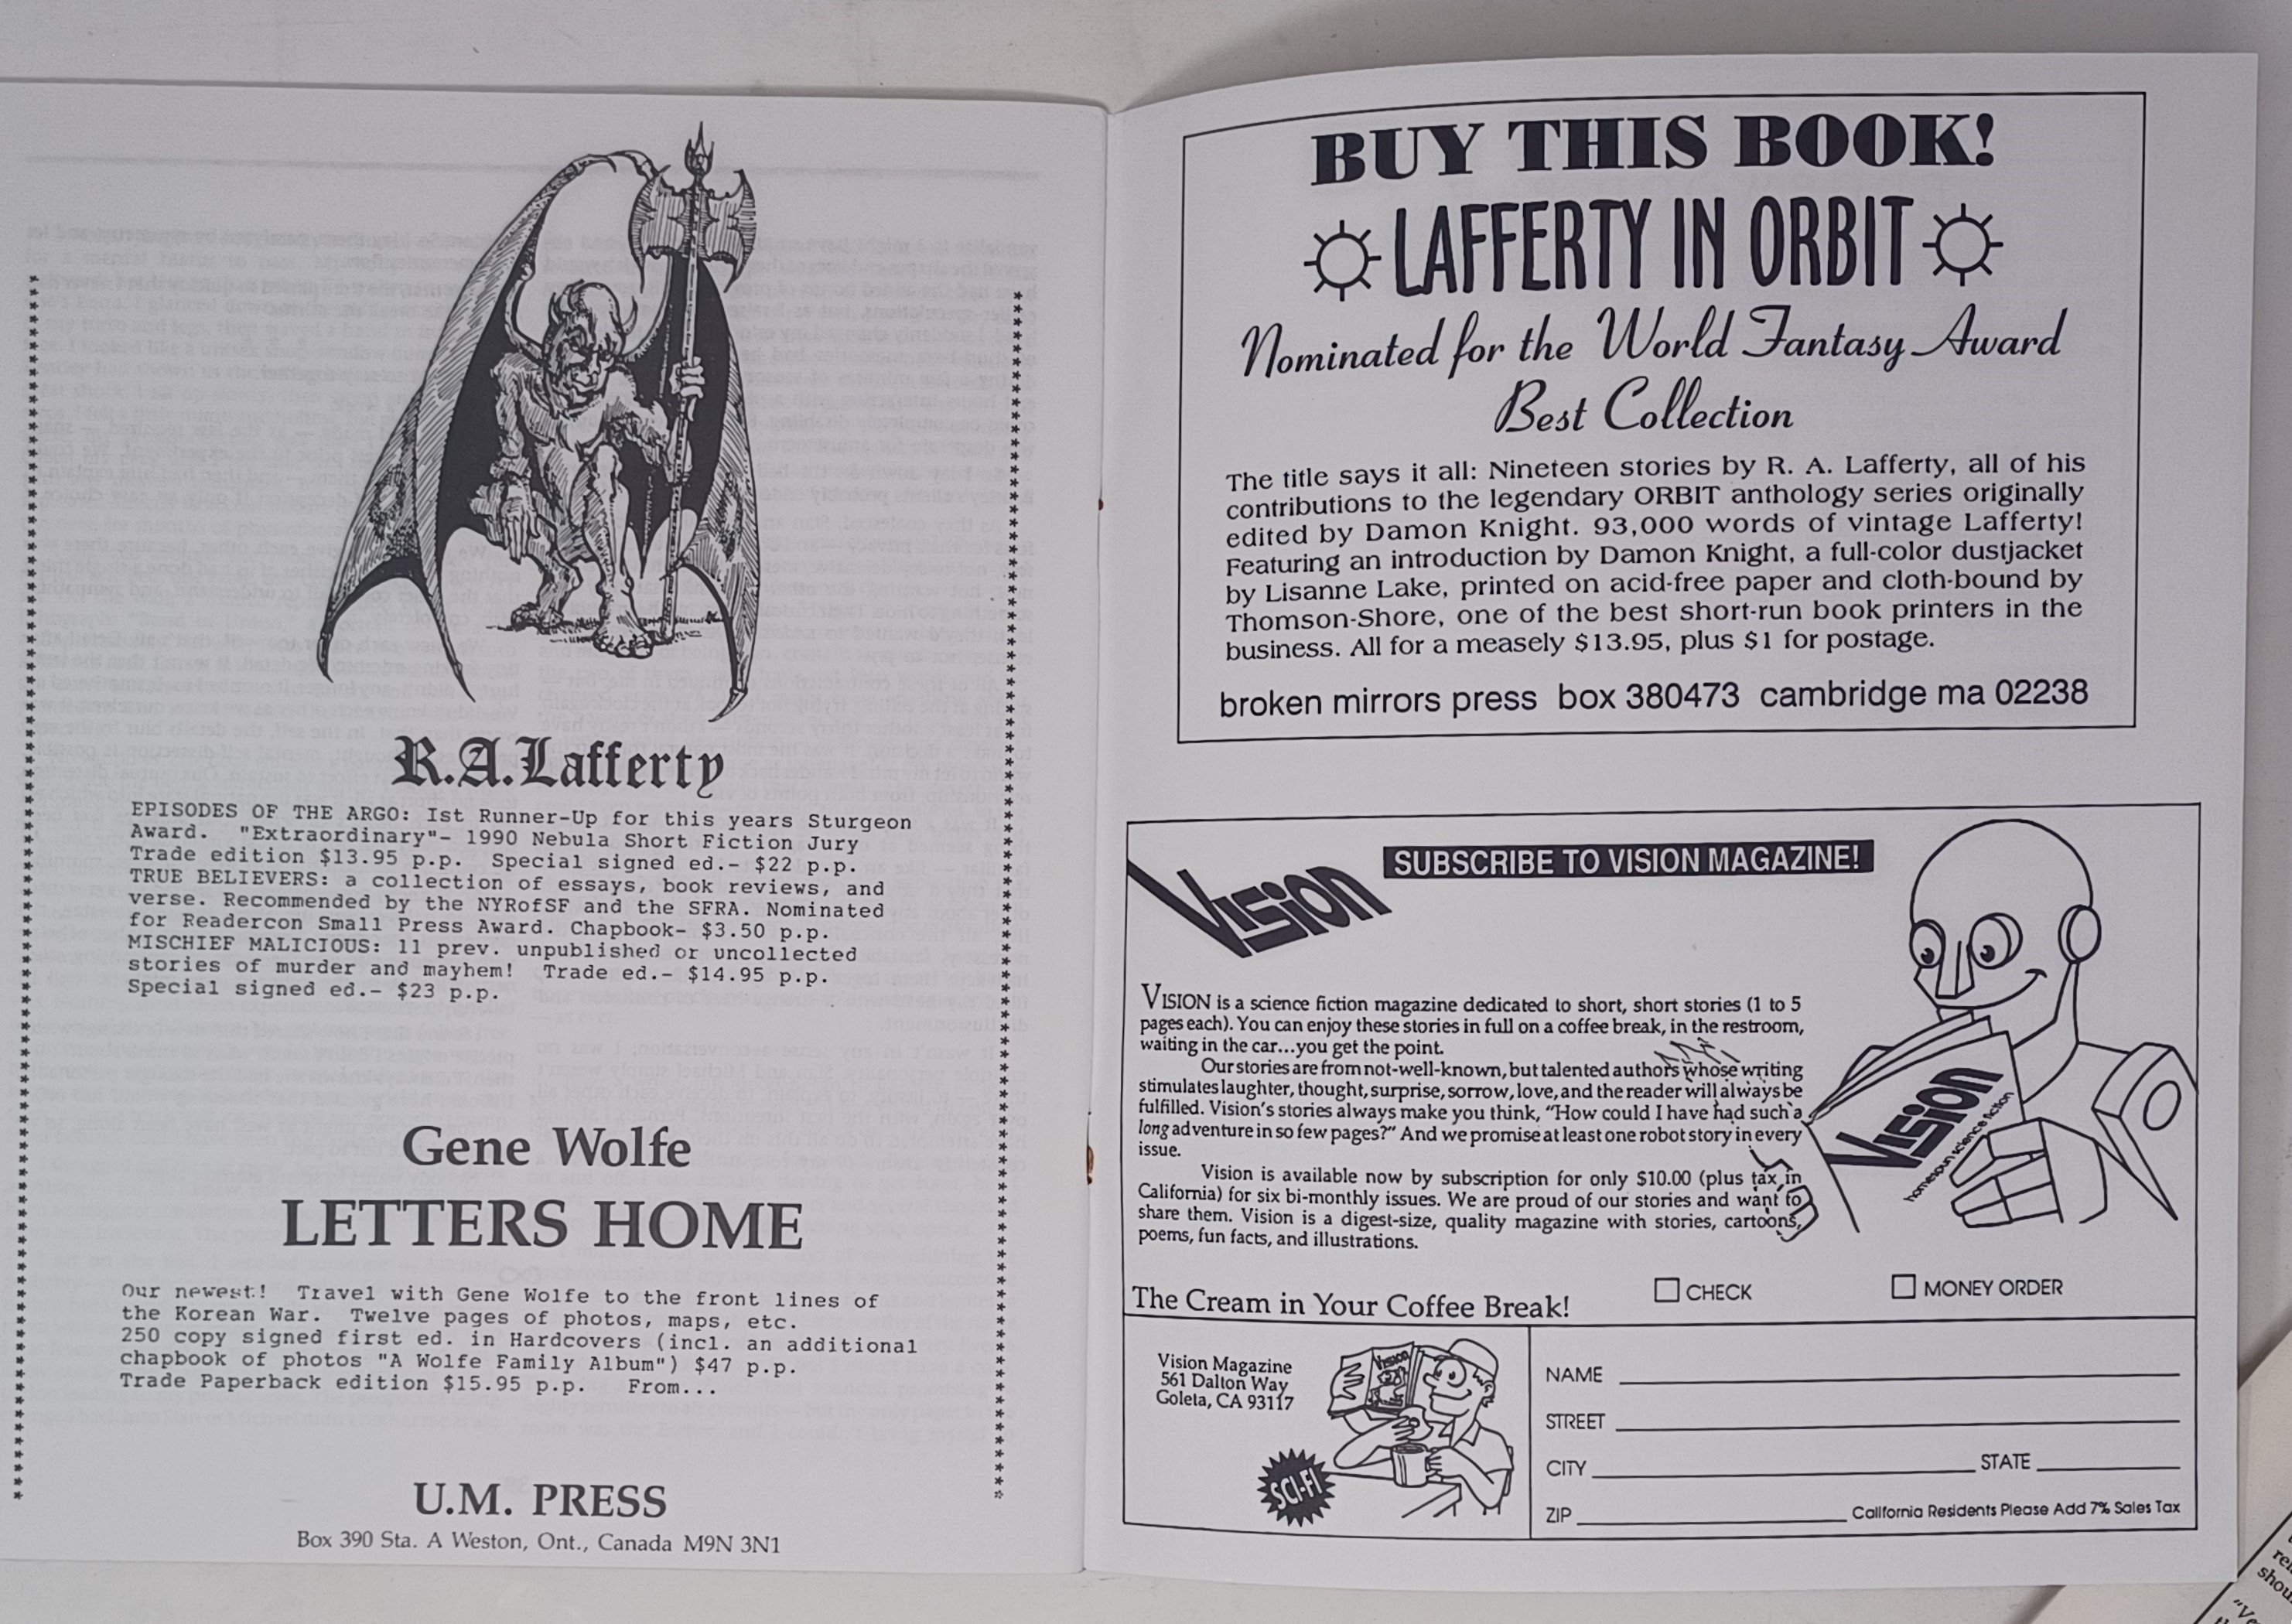 R.A.Lafferty
EPISODES OF THE ARGO: Ist Runner-Up for this years Sturgeon
Award. "Extraordinary"- 1990 Nebula Short Fiction Jury
Trade edition $13.95 p.p. Special signed ed.- $22 p.p.
TRUE BELIEVERS: a collection of essays, book reviews, and
verse. Recommended by the NYRofSF and the SFRA. Nominated
for Readercon Small Press Award. Chapbook- $3.50 p.p.
MISCHIEF MALICIOUS: 11 prev. unpublished or uncollected
stories of murder and mayhem! Trade ed.- $14.95 p.p.
Special signed ed.- $23 p.p.
Gene Wolfe
LETTERS HOME
Our newest! Travel with Gene Wolfe to the front lines of
the Korean War. Twelve pages of photos, maps, etc.
250 copy signed first ed. in Hardcovers (incl. an additional
chapbook of photos "A Wolfe Family Album") $47 p.p.
Trade Paperback edition $15.95 p.p. From...
U.M. PRESS
Box 390 Sta. A Weston, Ont., Canada M9N 3N1
BUY THIS BOOK!
LAFFERTY IN ORBIT
Nominated for the World Fantasy Award
Best Collection
The title says it all: Nineteen stories by R. A. Lafferty, all of his
contributions to the legendary ORBIT anthology series originally
edited by Damon Knight. 93,000 words of vintage Lafferty!
Featuring an introduction by Damon Knight, a full-color dustjacket
by Lisanne Lake, printed on acid-free paper and cloth-bound by
Thomson-Shore, one of the best short-run book printers in the
business. All for a measely $13.95, plus $1 for postage.
broken mirrors press box 380473 cambridge ma 02238
Vision
SUBSCRIBE TO VISION MAGAZINE!
VISION is a science fiction magazine dedicated to short, short stories (1 to 5
pages each). You can enjoy these stories in full on a coffee break, in the restroom,
waiting in the car...you get the point.
Our stories are from not-well-known, but talented authors whose writing
stimulates laughter, thought, surprise, sorrow, love, and the reader will always be
fulfilled. Vision's stories always make you think, "How could I have had such a
long adventure in so few pages?" And we promise at least one robot story in every
issue.
Vision is available now by subscription for only $10.00 (plus tax in
California) for six bi-monthly issues. We are proud of our stories and want to
share them. Vision is a digest-size, quality magazine with stories, cartoons,
poems, fun facts, and illustrations.
Vision
homespun science fiction
The Cream in Your Coffee Break!
CHECK
MONEY ORDER
Vision Magazine
561 Dalton Way
Goleta, CA 93117
Vision
SCI-FI
NAME
STREET
CITY STATE
ZIP California Residents Please Add 7% Sales Tax